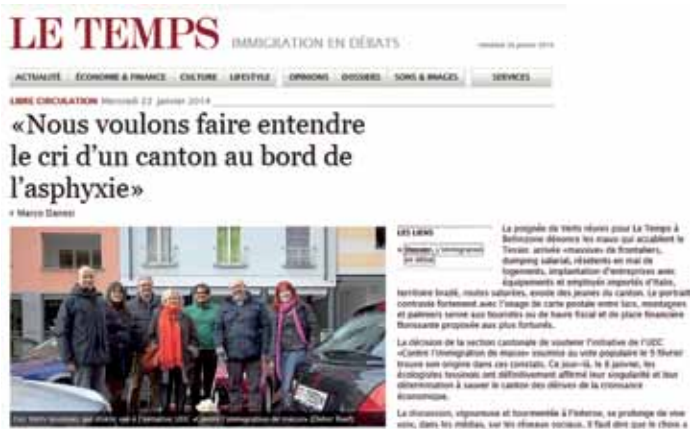 LE TEMPS IMMIGRATION EN DÉBATS
ACTUALITÉ ÉCONOMIE & FINANCE CULTURE LIFESTYLE OPINIONS DOSSIERS SONS & IMAGES SERVICES
LIBRE CIRCULATION Mercredi 22 janvier 2014
«Nous voulons faire entendre
le cri d’un canton au bord de
l’asphyxie»
Marco Danesi
LES LIENS
Dossier L'immigration
en débat
La poignée de Verts réunis pour Le Temps à
Bellinzone dénonce les maux qui accablent le
Tessin: arrivée «massive» de frontaliers,
dumping salarial, résidents en mal de
logements, implantation d'entreprises avec
équipements et employés importés d'Italie,
territoire bradé, routes saturées, exode des jeunes du canton. Le portrait
contraste fortement avec l'image de carte postale entre lacs, montagnes
et palmiers servie aux touristes ou de havre fiscal et de place financière
florissante proposée aux plus fortunés.
La décision de la section cantonale de soutenir l'initiative de l'UDC
«Contre l'immigration de masse» soumise au vote populaire le 9 février
trouve son origine dans ces constats. Ce jour-là, le 8 janvier, les
écologistes tessinois ont définitivement affirmé leur singularité et leur
détermination à sauver le canton des dérives de la croissance
économique.
La discussion, vigoureuse et tourmentée à l'interne, se prolonge de vive
voix, dans les médias, sur les réseaux sociaux. Il faut dire que le choix a